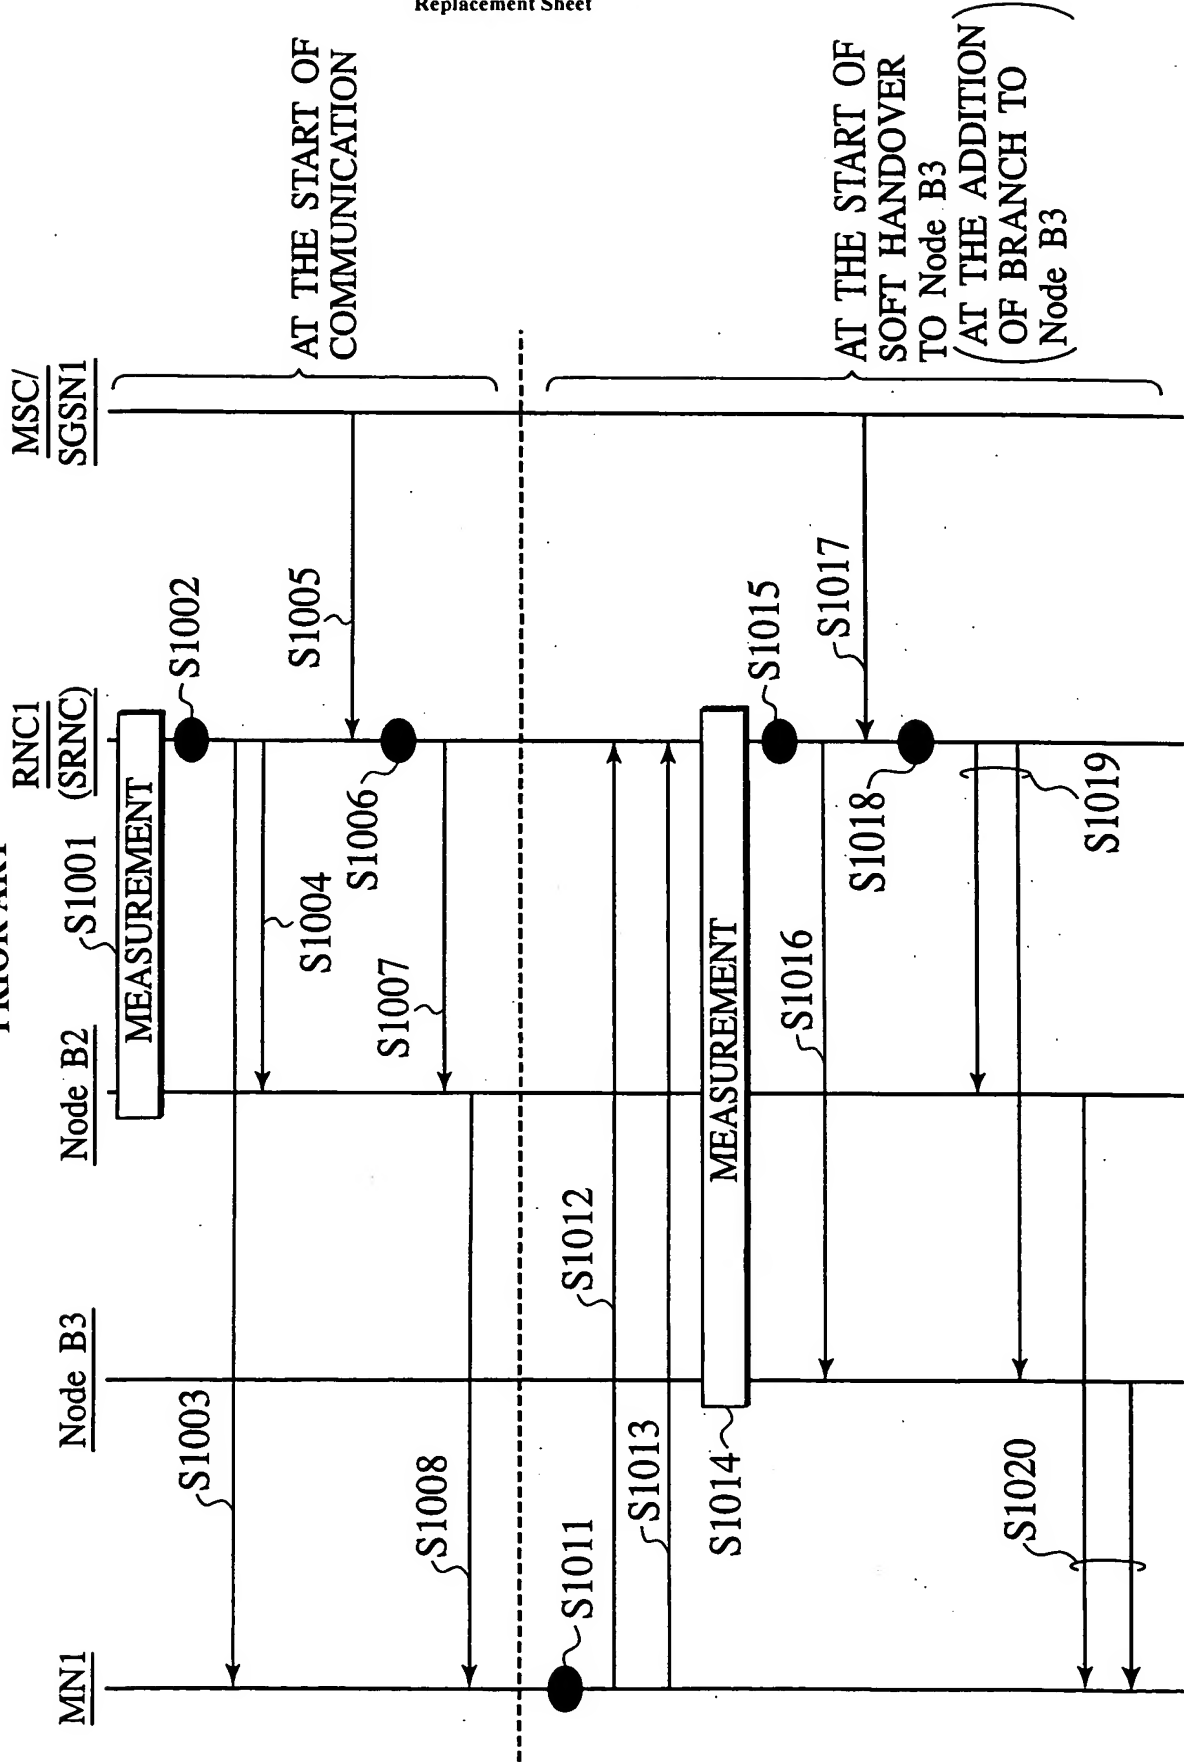 Replacement Sheet
PRIOR ART
MN1
Node B3
Node B2
RNC1
(SRNC)
MSC/
SGSN1
S1001
MEASUREMENT
S1002
S1003
S1004
S1005
S1006
S1007
S1008
AT THE START OF
COMMUNICATION
S1011
S1012
S1013
S1014
MEASUREMENT
S1015
S1016
S1017
S1018
S1019
S1020
AT THE START OF
SOFT HANDOVER
TO Node B3
(AT THE ADDITION
OF BRANCH TO
Node B3)